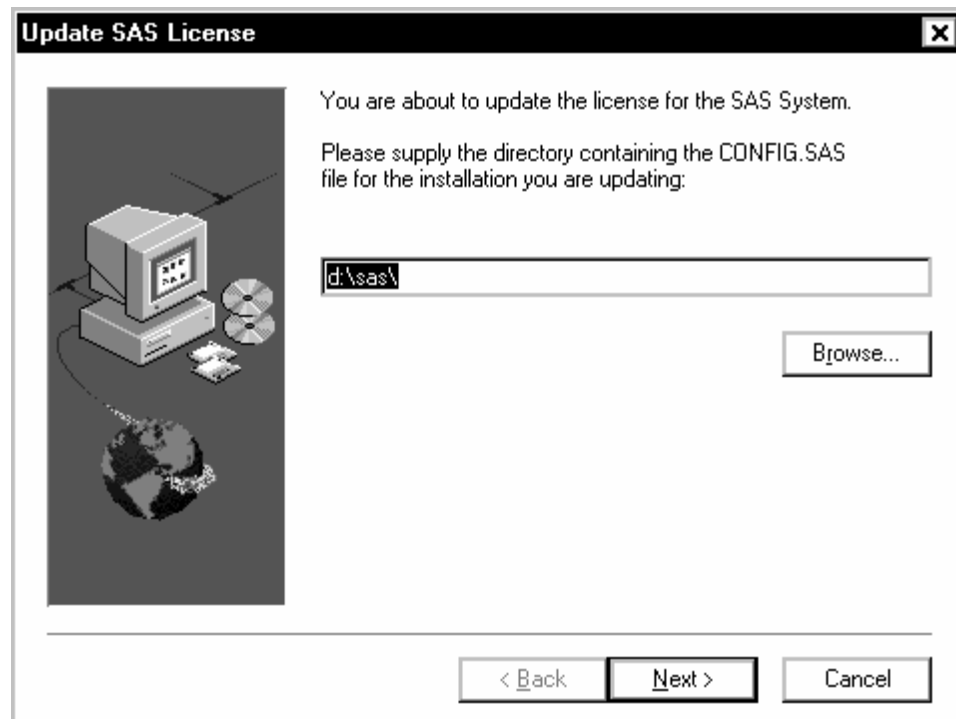 Update SAS License
You are about to update the license for the SAS System.
Please supply the directory containing the CONFIG.SAS
file for the installation you are updating:
d:\sas\
Browse...
< Back
Next >
Cancel